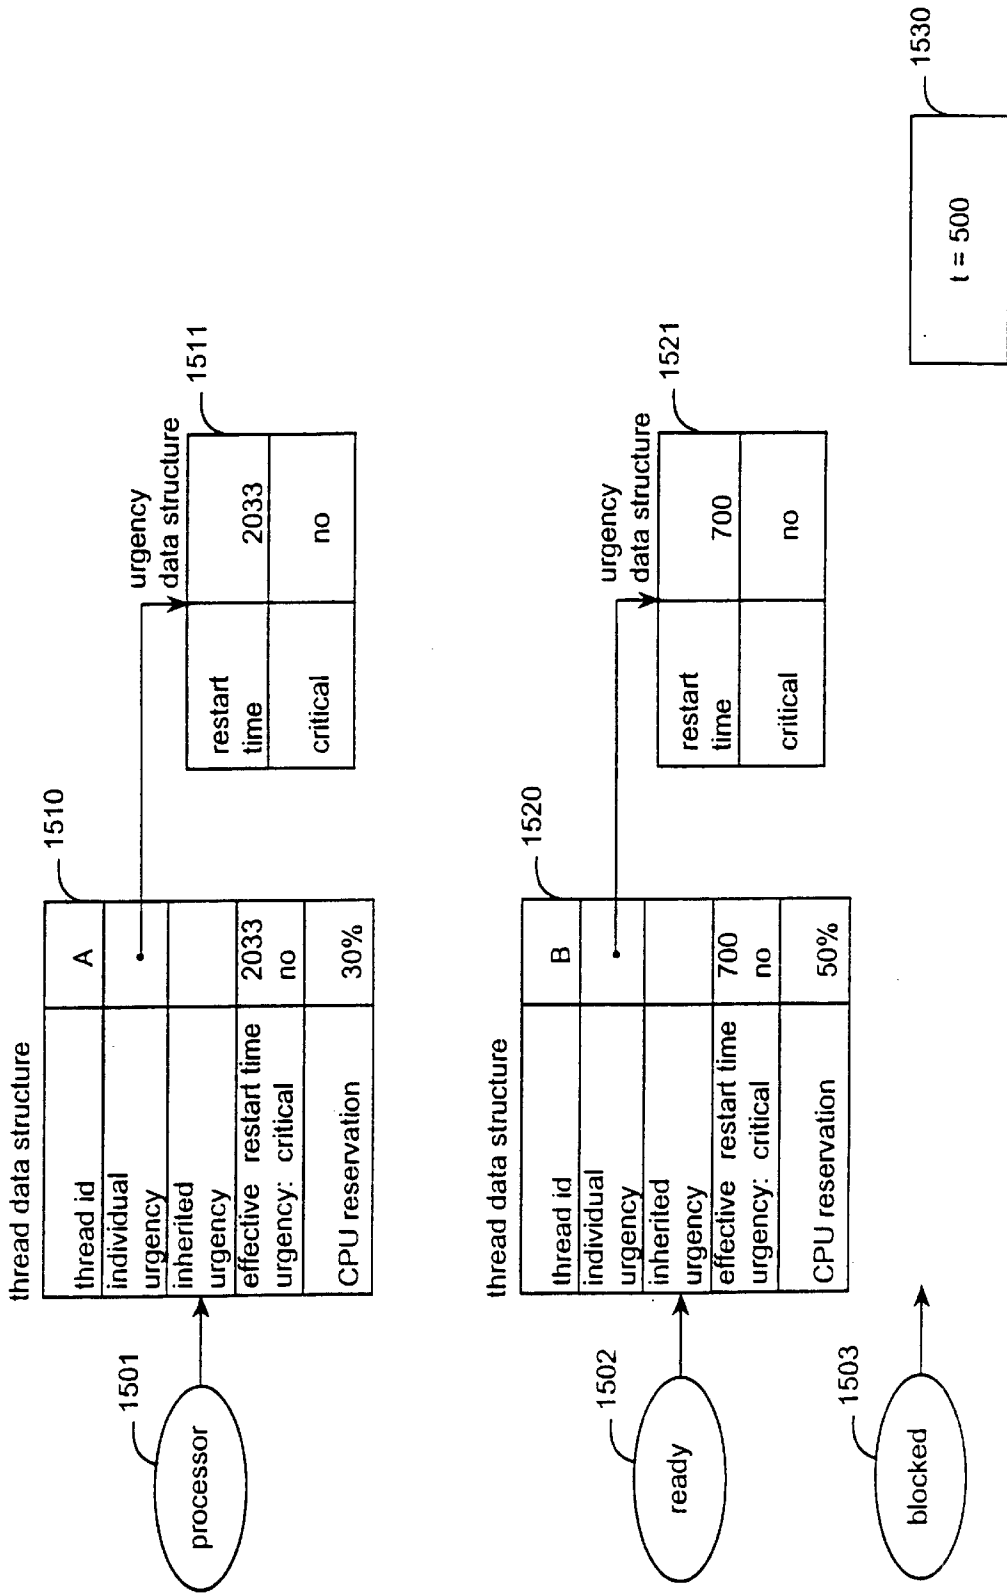 thread data structure
1501
processor
thread id A
individual
urgency
inherited
urgency
effective restart time 2033
urgency: critical no
CPU reservation 30%
1510
urgency
data structure
1511
restart
time 2033
critical no
thread data structure
1502
ready
thread id B
individual
urgency
inherited
urgency
effective restart time 700
urgency: critical no
CPU reservation 50%
1520
urgency
data structure
1521
restart
time 700
critical no
1503
blocked
1530
t = 500